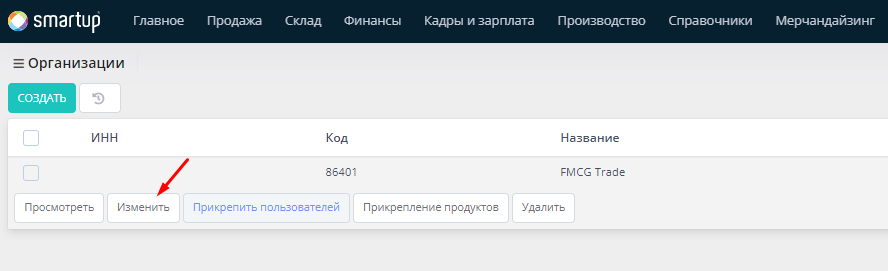 smartup Главное Продажа Склад Финансы Кадры и зарплата Производство Справочники Мерчандайзинг
Организации
СОЗДАТЬ
ИНН Код Название
86401 FMCG Trade
Просмотреть Изменить Прикрепить пользователей Прикрепление продуктов Удалить